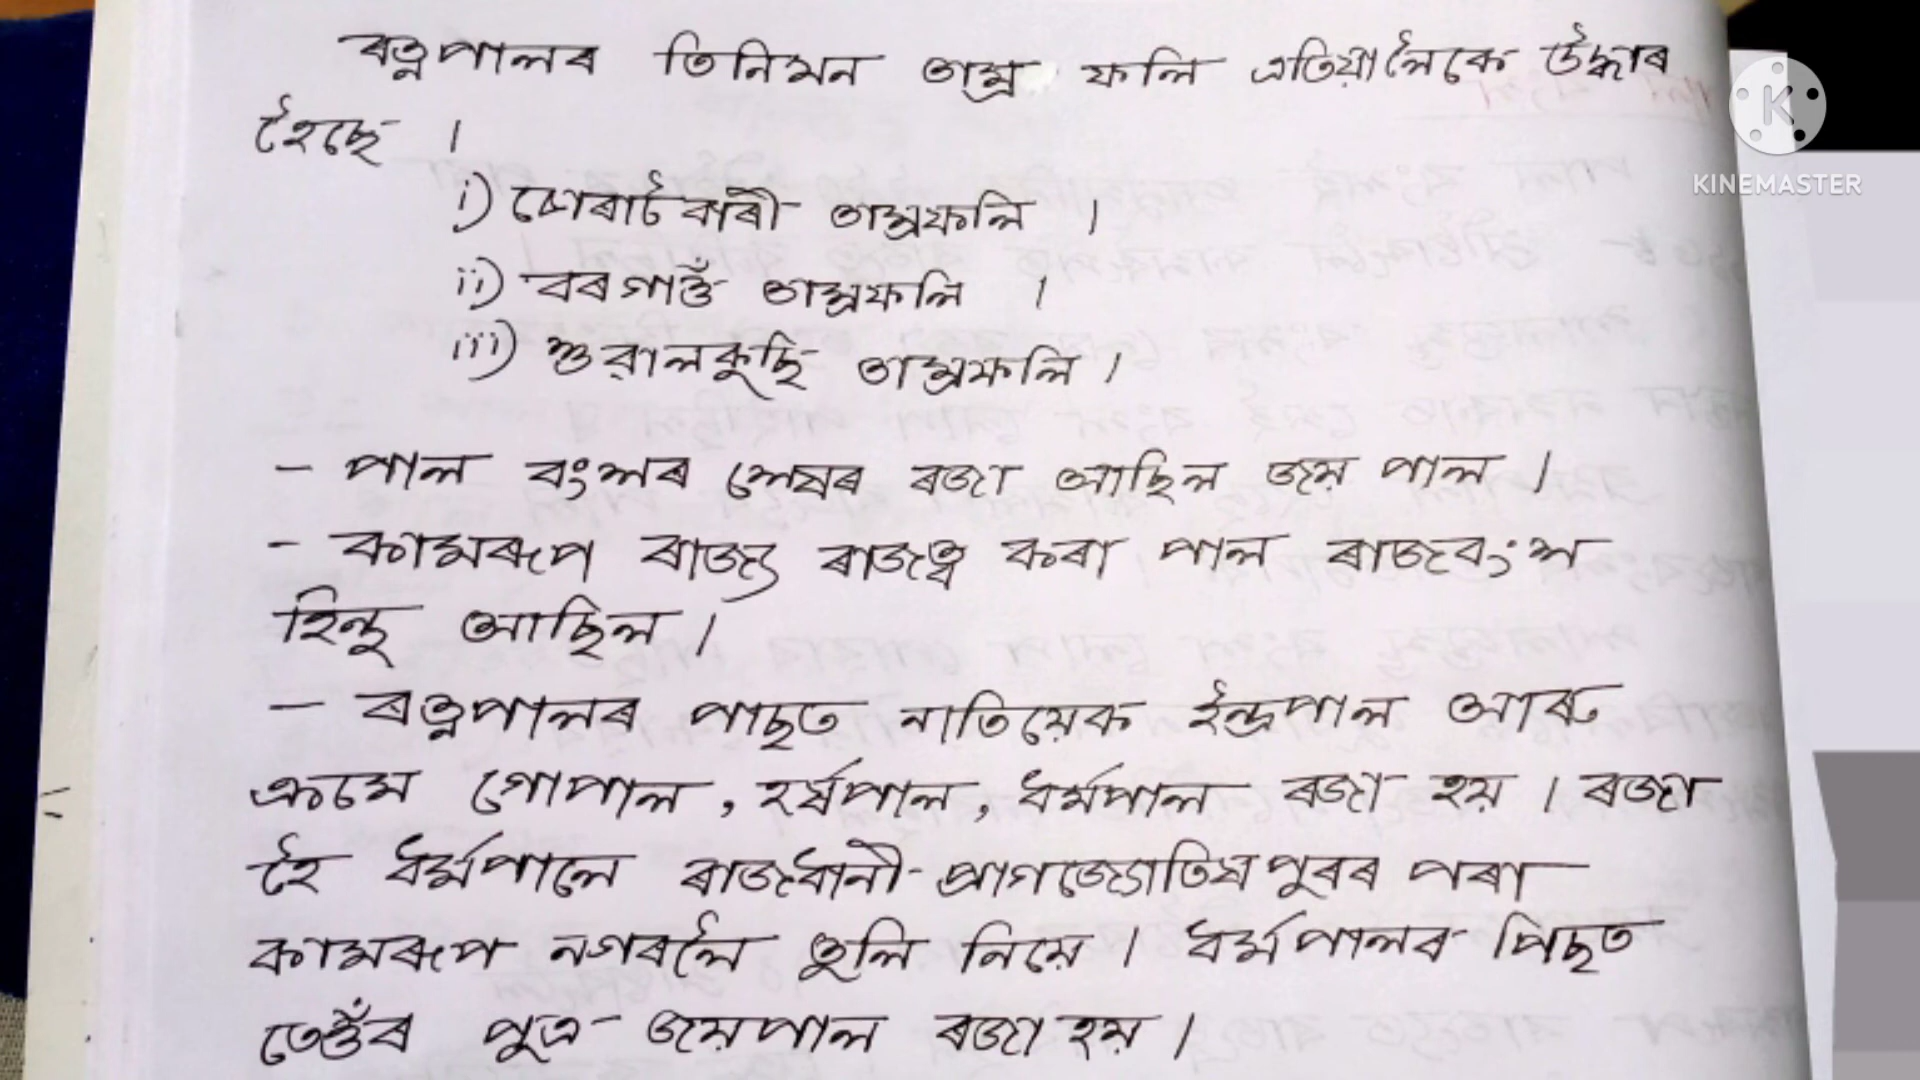 ৰত্নপালৰ তিনিখন তাম্ৰ ফলি এতিয়ালৈকে উদ্ধাৰ
হৈছে ।
i) চোৰাটবাৰী তাম্ৰফলি ।
ii) বৰগাওঁ তাম্ৰফলি ।
iii) শুৱালকুছি তাম্ৰফলি ।
- পাল বংশৰ শেষৰ ৰজা আছিল জয় পাল ।
- কামৰূপ ৰাজ্য ৰাজত্ব কৰা পাল ৰাজবংশ
হিন্দু আছিল ।
- ৰত্নপালৰ পাছত নাতিয়েক ইন্দ্ৰপাল আৰু
ক্ৰমে গোপাল, হৰ্ষপাল, ধৰ্মপাল ৰজা হয় । ৰজা
হৈ ধৰ্মপালে ৰাজধানী প্ৰাগজ্যোতিষপুৰৰ পৰা
কামৰূপ নগৰলৈ তুলি নিয়ে । ধৰ্মপালৰ পিছত
তেওঁৰ পুত্ৰ জয়পাল ৰজা হয় ।
KINEMASTER